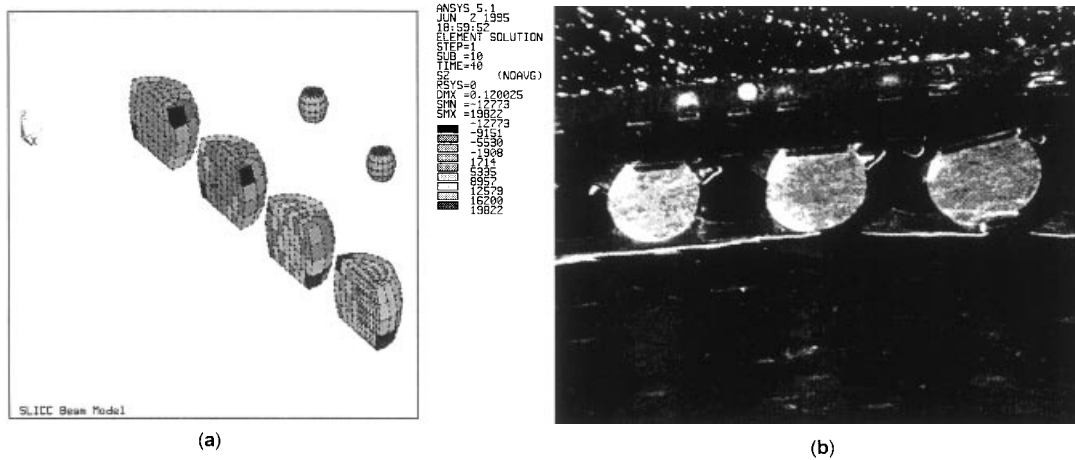 ANSYS 5.1
JUN 2 1995
18:59:52
ELEMENT SOLUTION
STEP=1
SUB =10
TIME=40
S2 (NOAVG)
RSYS=0
DMX =0.120025
SMN =-12773
SMX =19822
-12773
-9151
-5530
-1908
1714
5335
8957
12579
16200
19822
SLICC Beam Model
(a)
(b)